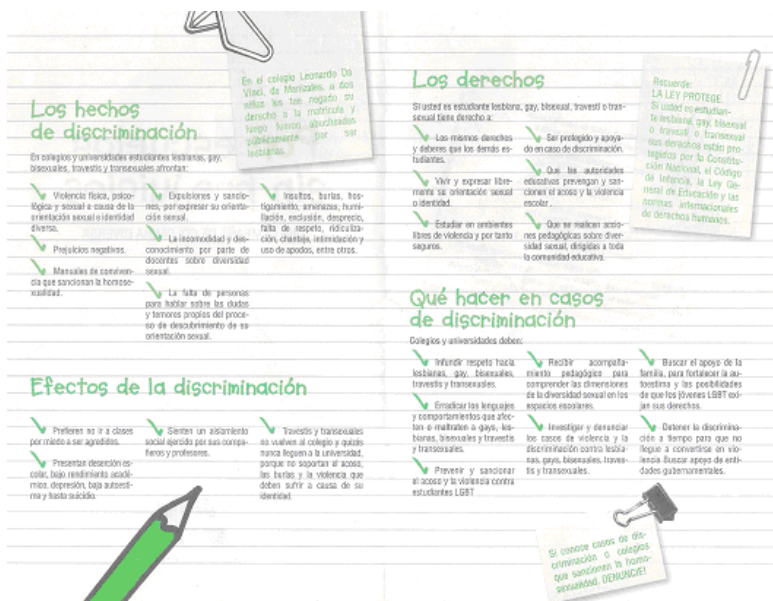 En el colegio Leonardo Da
Vinci, de Manizales, a dos
niñas les fue negado su
derecho a la matrícula y
luego fueron abucheadas
públicamente por ser
lesbianas.
Los hechos
de discriminación
En colegios y universidades estudiantes lesbianas, gay,
bisexuales, travestis y transexuales afrontan:
Violencia física, psico-
lógica y sexual a causa de la
orientación sexual e identidad
diversa.
Prejuicios negativos.
Manuales de conviven-
cia que sancionan la homose-
xualidad.
Expulsiones y sancio-
nes, por expresar su orienta-
ción sexual.
La incomodidad y des-
conocimiento por parte de
docentes sobre diversidad
sexual.
La falta de personas
para hablar sobre las dudas
y temores propios del proce-
so de descubrimiento de su
orientación sexual.
Insultos, burlas, hos-
tigamiento, amenazas, humi-
llación, exclusión, desprecio,
falta de respeto, ridiculiza-
ción, chantaje, intimidación y
uso de apodos, entre otros.
Efectos de la discriminación
Prefieren no ir a clases
por miedo a ser agredidos.
Presentan deserción es-
colar, bajo rendimiento acadé-
mico, depresión, baja autoesti-
ma y hasta suicidio.
Sienten un aislamiento
social ejercido por sus compa-
ñeros y profesores.
Travestis y transexuales
no vuelven al colegio y quizás
nunca lleguen a la universidad,
porque no soportan el acoso,
las burlas y la violencia que
deben sufrir a causa de su
identidad.
Los derechos
Si usted es estudiante lesbiana, gay, bisexual, travesti o tran-
sexual tiene derecho a:
Los mismos derechos
y deberes que los demás es-
tudiantes.
Vivir y expresar libre-
mente su orientación sexual
o identidad.
Estudiar en ambientes
libres de violencia y por tanto
seguros.
Ser protegido y apoya-
do en caso de discriminación.
Que las autoridades
educativas prevengan y san-
cionen el acoso y la violencia
escolar.
Que se realicen accio-
nes pedagógicas sobre diver-
sidad sexual, dirigidas a toda
la comunidad educativa.
Recuerde:
LA LEY PROTEGE.
Si usted es estudian-
te lesbiana, gay, bisexual
o travesti o transexual
sus derechos están pro-
tegidos por la Constitu-
ción Nacional, el Código
de Infancia, la Ley Ge-
neral de Educación y las
normas internacionales
de derechos humanos.
Qué hacer en casos
de discriminación
Colegios y universidades deben:
Infundir respeto hacia
lesbianas, gay, bisexuales,
travestis y transexuales.
Erradicar los lenguajes
y comportamientos que afec-
ten o maltraten a gays, les-
bianas, bisexuales y travestis
y transexuales.
Prevenir y sancionar
el acoso y la violencia contra
estudiantes LGBT
Recibir acompaña-
miento pedagógico para
comprender las dimensiones
de la diversidad sexual en los
espacios escolares.
Investigar y denunciar
los casos de violencia y la
discriminación contra lesbia-
nas, gays, bisexuales, traves-
tis y transexuales.
Buscar el apoyo de la
familia, para fortalecer la au-
toestima y las posibilidades
de que los jóvenes LGBT exi-
jan sus derechos.
Detener la discrimina-
ción a tiempo para que no
llegue a convertirse en vio-
lencia Buscar apoyo de enti-
dades gubernamentales.
Si conoce casos de dis-
criminación o colegios
que sancionen la homo-
sexualidad. DENUNCIE!